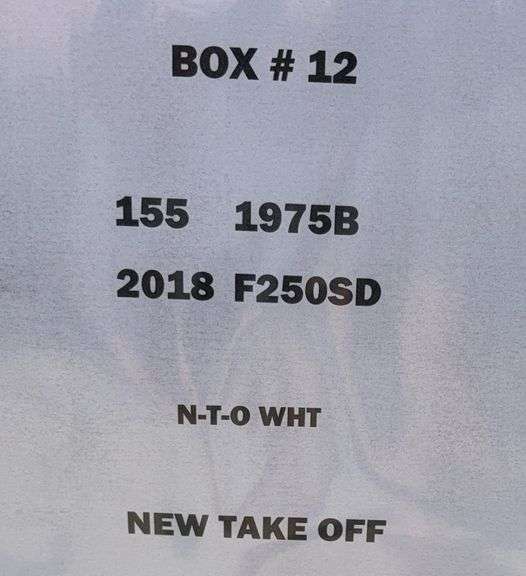 BOX # 12
155 1975B
2018 F250SD
N-T-O WHT
NEW TAKE OFF